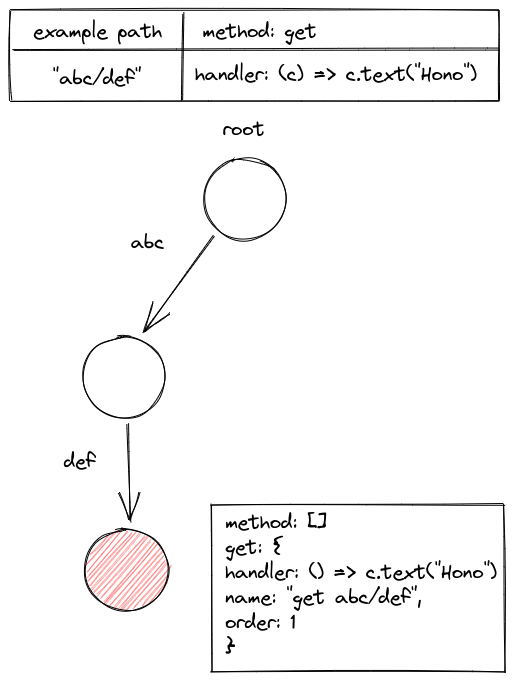 example path
method: get
"abc/def"
handler: (c) => c.text("Hono")
root
abc
def
method: []
get: {
handler: () => c.text("Hono")
name: "get abc/def",
order: 1
}